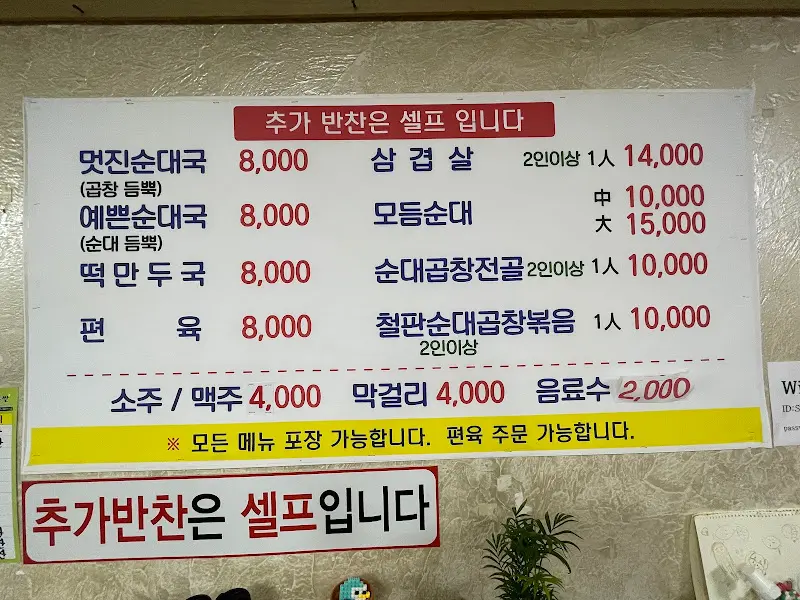 추가 반찬은 셀프 입니다
멋진순대국 8,000
(곱창 듬뿍)
예쁜순대국 8,000
(순대 듬뿍)
떡만두국 8,000
편 육 8,000
삼겹살 2인이상 1人 14,000
모듬순대 中 10,000
大 15,000
순대곱창전골 2인이상 1人 10,000
철판순대곱창볶음 1人 10,000
2인이상
소주 / 맥주 4,000 막걸리 4,000 음료수 2,000
※ 모든 메뉴 포장 가능합니다. 편육 주문 가능합니다.
추가반찬은 셀프입니다